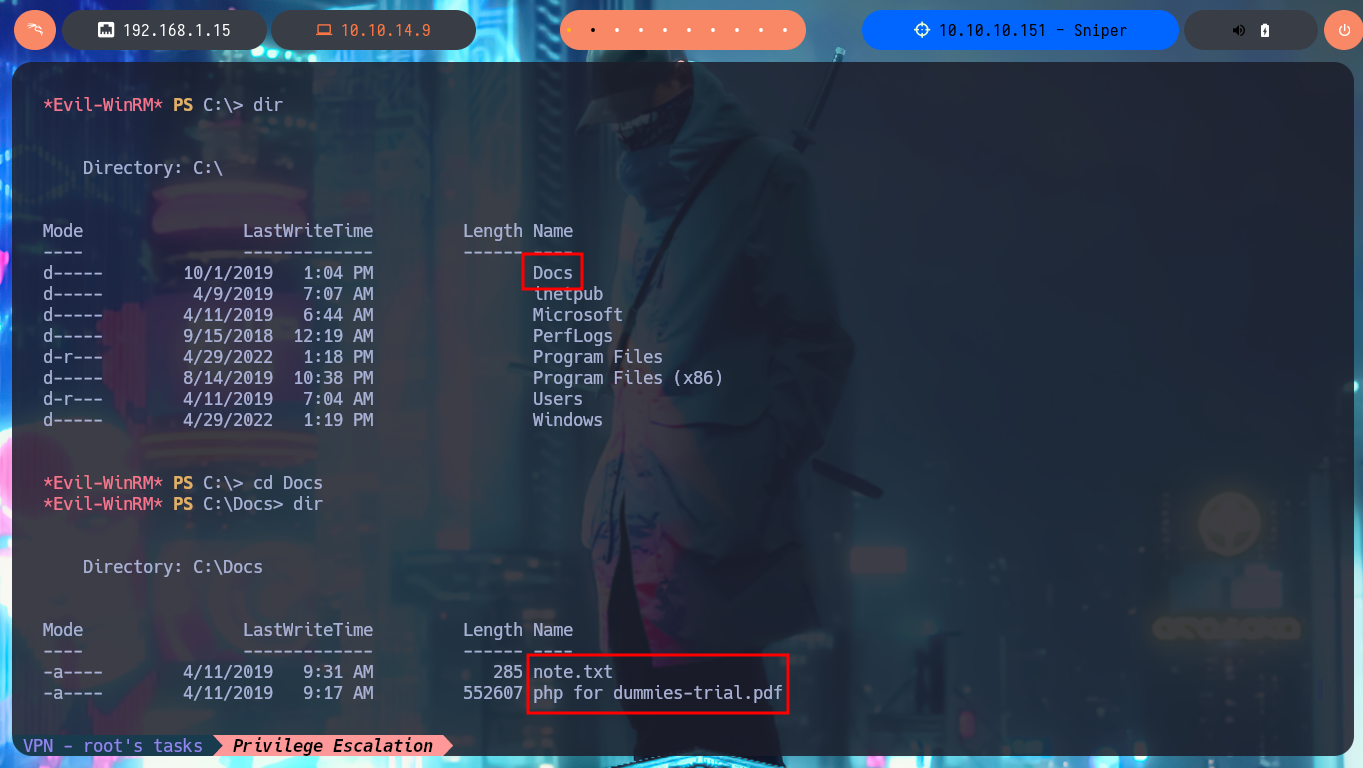 192.168.1.15 10.10.14.9 10.10.10.151 - Sniper
*Evil-WinRM* PS C:\> dir
Directory: C:\
Mode LastWriteTime Length Name
---- ------------- ------ ----
d----- 10/1/2019 1:04 PM Docs
d----- 4/9/2019 7:07 AM inetpub
d----- 4/11/2019 6:44 AM Microsoft
d----- 9/15/2018 12:19 AM PerfLogs
d-r--- 4/29/2022 1:18 PM Program Files
d----- 8/14/2019 10:38 PM Program Files (x86)
d-r--- 4/11/2019 7:04 AM Users
d----- 4/29/2022 1:19 PM Windows
*Evil-WinRM* PS C:\> cd Docs
*Evil-WinRM* PS C:\Docs> dir
Directory: C:\Docs
Mode LastWriteTime Length Name
---- ------------- ------ ----
-a---- 4/11/2019 9:31 AM 285 note.txt
-a---- 4/11/2019 9:17 AM 552607 php for dummies-trial.pdf
VPN - root's tasks Privilege Escalation